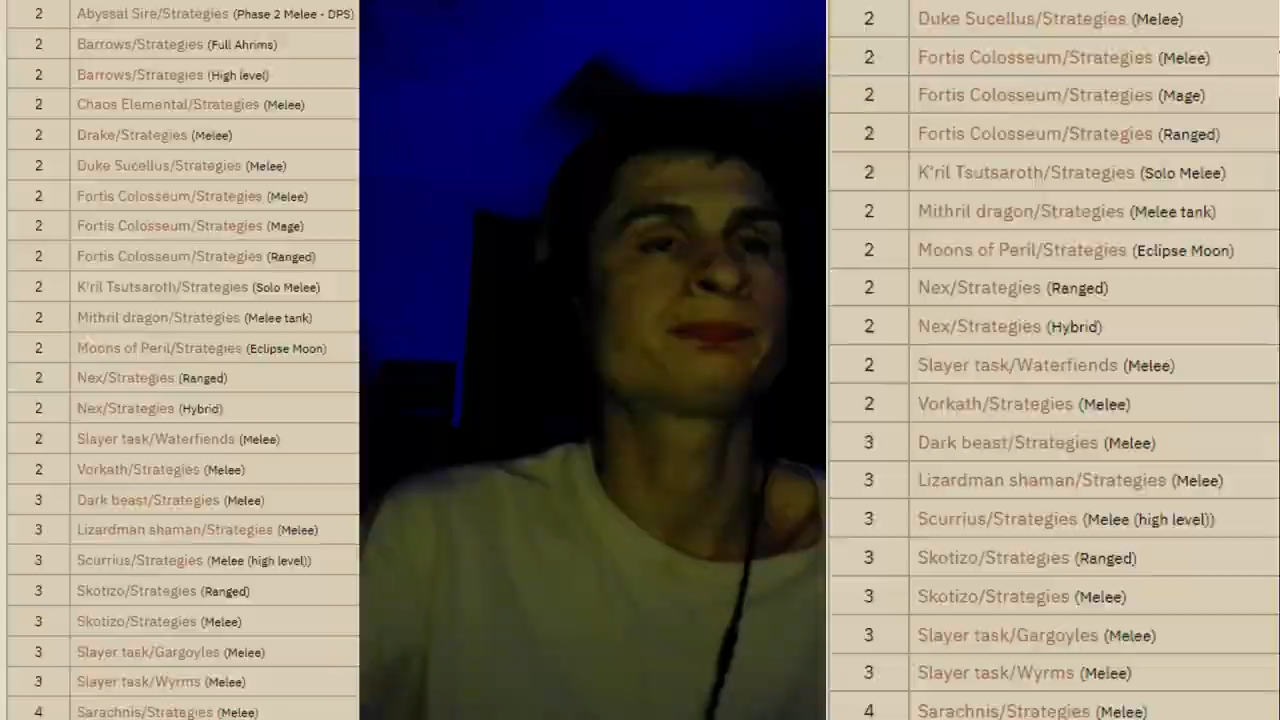 2 Abyssal Sire/Strategies (Phase 2 Melee - DPS)
2 Barrows/Strategies (Full Ahrims)
2 Barrows/Strategies (High level)
2 Chaos Elemental/Strategies (Melee)
2 Drake/Strategies (Melee)
2 Duke Sucellus/Strategies (Melee)
2 Fortis Colosseum/Strategies (Melee)
2 Fortis Colosseum/Strategies (Mage)
2 Fortis Colosseum/Strategies (Ranged)
2 K'ril Tsutsaroth/Strategies (Solo Melee)
2 Mithril dragon/Strategies (Melee tank)
2 Moons of Peril/Strategies (Eclipse Moon)
2 Nex/Strategies (Ranged)
2 Nex/Strategies (Hybrid)
2 Slayer task/Waterfiends (Melee)
2 Vorkath/Strategies (Melee)
3 Dark beast/Strategies (Melee)
3 Lizardman shaman/Strategies (Melee)
3 Scurrius/Strategies (Melee (high level))
3 Skotizo/Strategies (Ranged)
3 Skotizo/Strategies (Melee)
3 Slayer task/Gargoyles (Melee)
3 Slayer task/Wyrms (Melee)
4 Sarachnis/Strategies (Melee)
2 Duke Sucellus/Strategies (Melee)
2 Fortis Colosseum/Strategies (Melee)
2 Fortis Colosseum/Strategies (Mage)
2 Fortis Colosseum/Strategies (Ranged)
2 K'ril Tsutsaroth/Strategies (Solo Melee)
2 Mithril dragon/Strategies (Melee tank)
2 Moons of Peril/Strategies (Eclipse Moon)
2 Nex/Strategies (Ranged)
2 Nex/Strategies (Hybrid)
2 Slayer task/Waterfiends (Melee)
2 Vorkath/Strategies (Melee)
3 Dark beast/Strategies (Melee)
3 Lizardman shaman/Strategies (Melee)
3 Scurrius/Strategies (Melee (high level))
3 Skotizo/Strategies (Ranged)
3 Skotizo/Strategies (Melee)
3 Slayer task/Gargoyles (Melee)
3 Slayer task/Wyrms (Melee)
4 Sarachnis/Strategies (Melee)